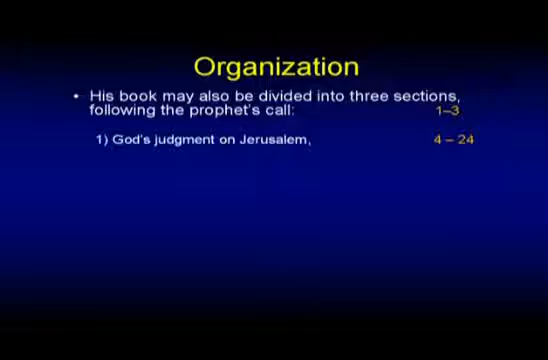 Organization
• His book may also be divided into three sections,
following the prophet's call: 1–3
1) God's judgment on Jerusalem, 4 – 24